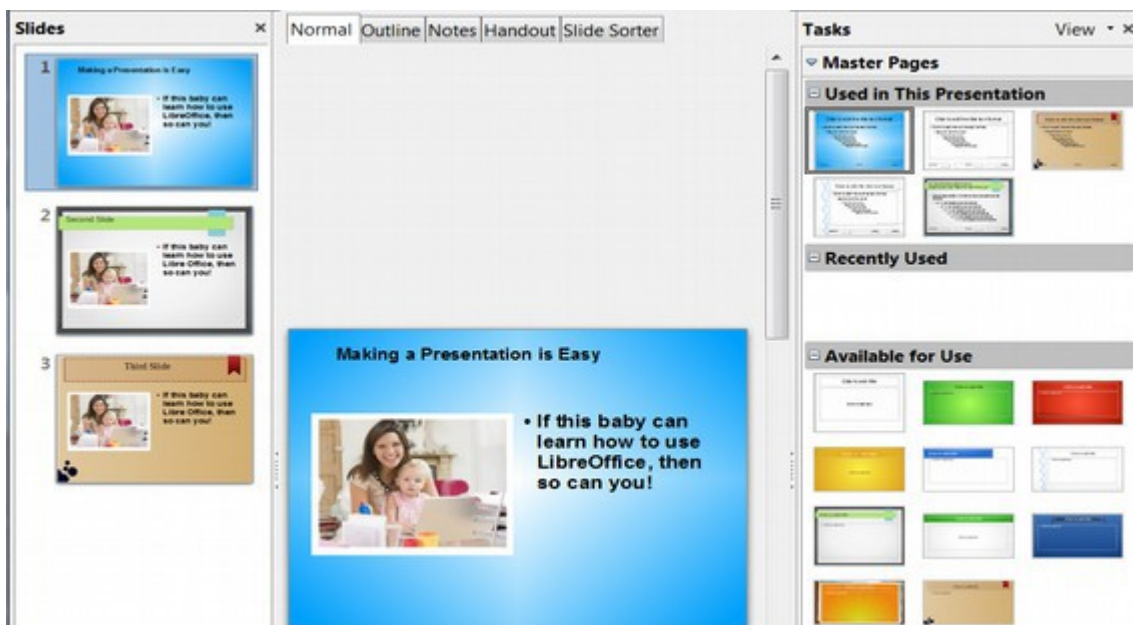 Slides
1
Making a Presentation is Easy
• If this baby can
learn how to use
LibreOffice, then
so can you!
2
Second Slide
• If this baby can
learn how to use
Libre Office, then
so can you!
3
Third Slide
• If this baby can
learn how to use
Libre Office, then
so can you!
Normal
Outline
Notes
Handout
Slide Sorter
Making a Presentation is Easy
• If this baby can
learn how to use
LibreOffice, then
so can you!
Tasks
View
Master Pages
Used in This Presentation
Recently Used
Available for Use